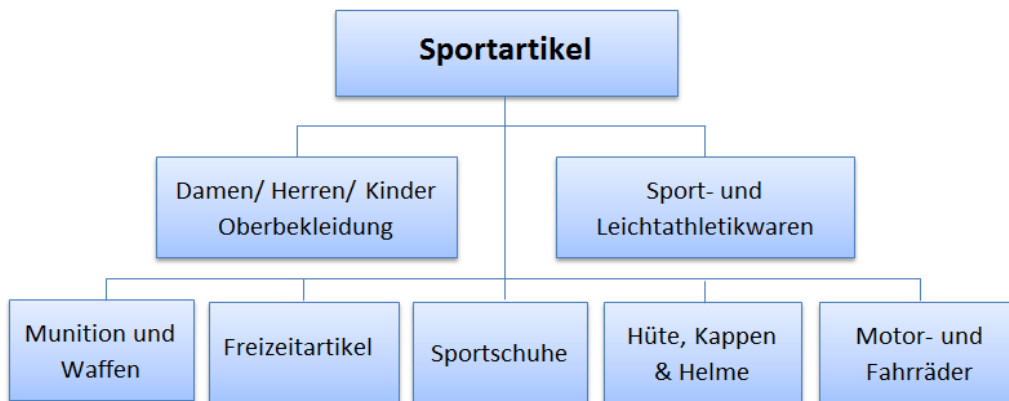 Sportartikel
Damen/ Herren/ Kinder
Oberbekleidung
Sport- und
Leichtathletikwaren
Munition und
Waffen
Freizeitartikel
Sportschuhe
Hüte, Kappen
& Helme
Motor- und
Fahrräder